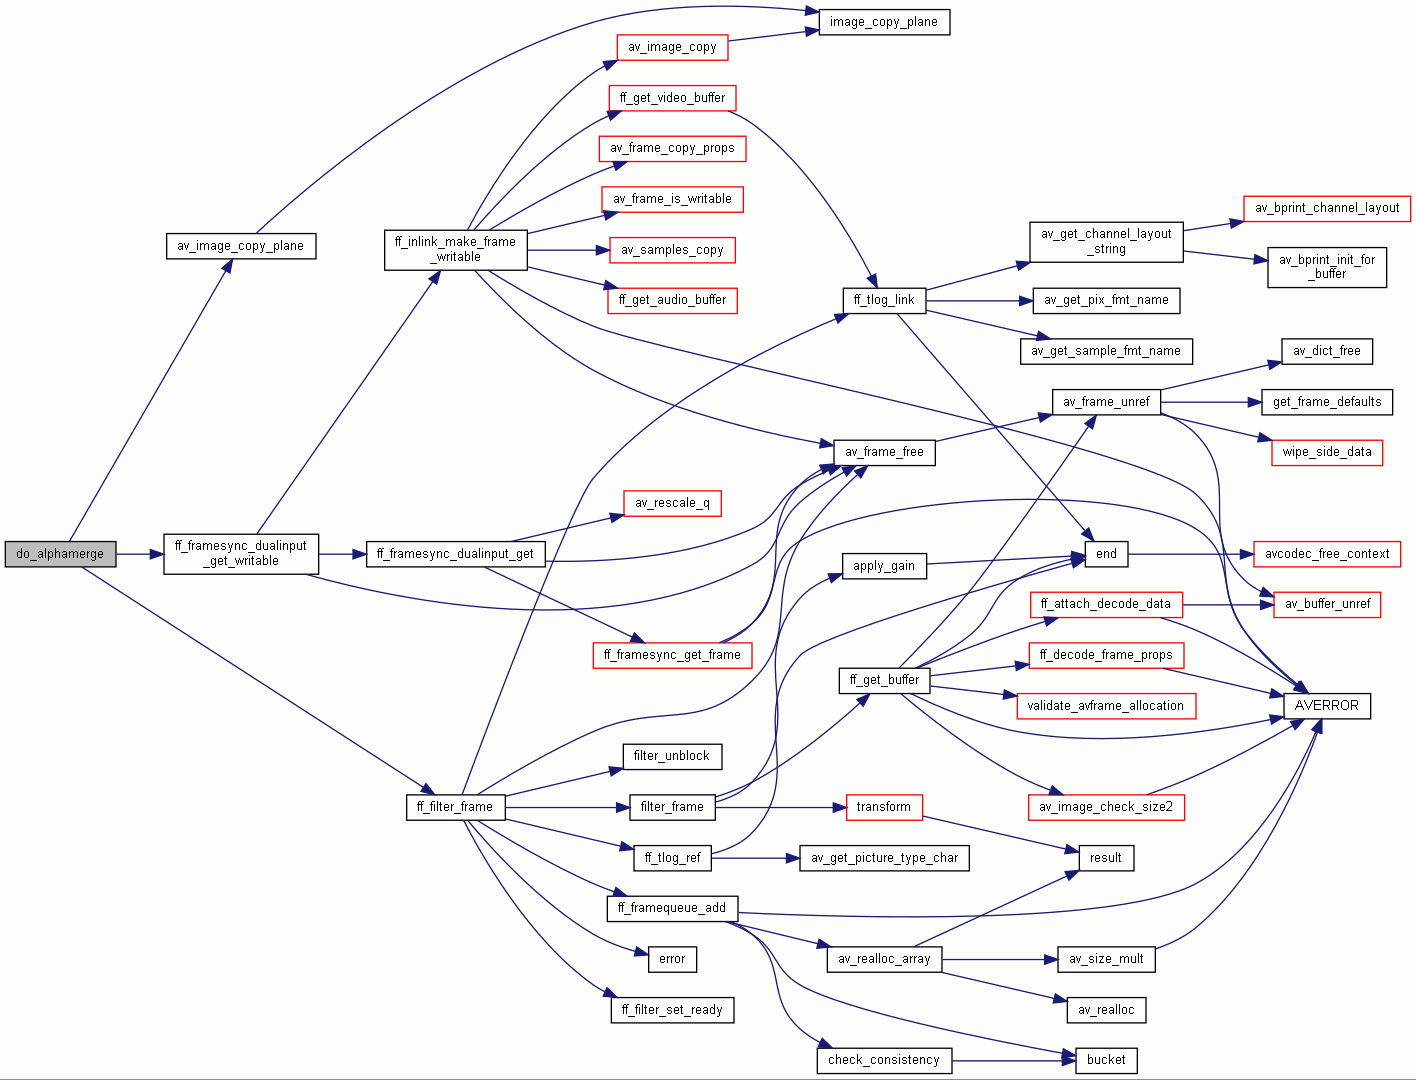 image_copy_plane
av_image_copy
ff_get_video_buffer
av_frame_copy_props
av_frame_is_writable
av_bprint_channel_layout
av_image_copy_plane
ff_inlink_make_frame
_writable
av_samples_copy
av_get_channel_layout
_string
av_bprint_init_for
_buffer
ff_get_audio_buffer
ff_tlog_link
av_get_pix_fmt_name
av_get_sample_fmt_name
av_dict_free
av_frame_unref
get_frame_defaults
av_frame_free
wipe_side_data
av_rescale_q
do_alphamerge
ff_framesync_dualinput
_get_writable
ff_framesync_dualinput_get
apply_gain
end
avcodec_free_context
ff_attach_decode_data
av_buffer_unref
ff_framesync_get_frame
ff_decode_frame_props
ff_get_buffer
validate_avframe_allocation
AVERROR
filter_unblock
ff_filter_frame
filter_frame
transform
av_image_check_size2
ff_tlog_ref
av_get_picture_type_char
result
ff_framequeue_add
error
av_realloc_array
av_size_mult
ff_filter_set_ready
av_realloc
check_consistency
bucket